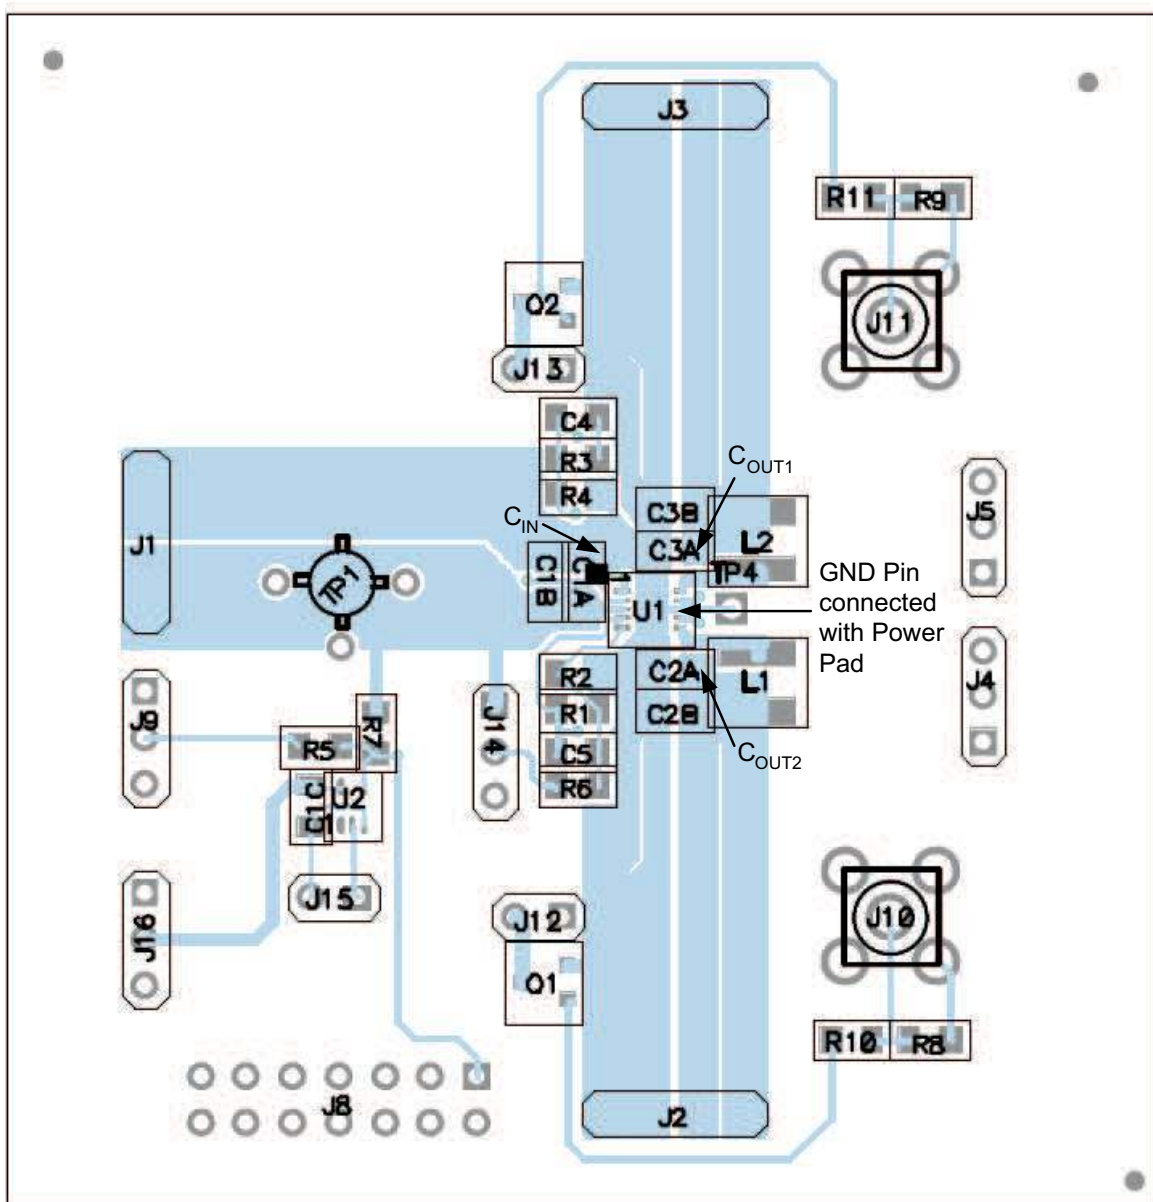 J3
R11 R9
Q2
J11
J13
C4
R3
R4
COUT1
CIN
C3B
C3A
L2
J5
J1
TP1
C1B
C1A
1
U1
TP4
GND Pin
connected
with Power
Pad
R2
C2A
L1
J4
J9
R7
J14
R1
C2B
COUT2
R5
C5
R6
U2
J15
J12
J16
J10
Q1
R10 R8
J8
J2